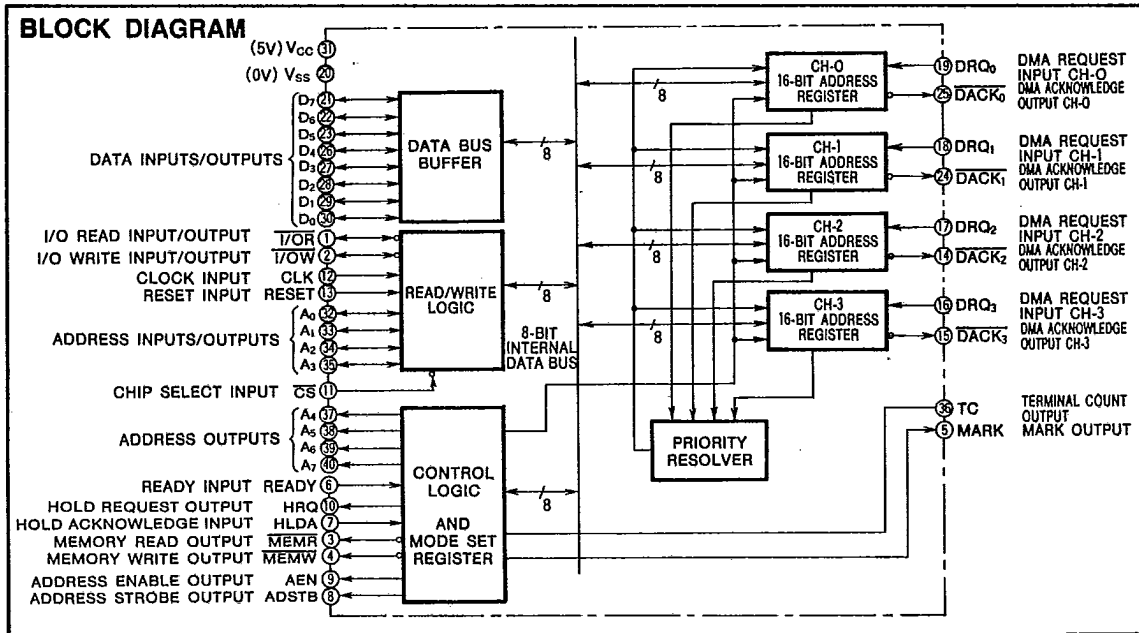 BLOCK DIAGRAM
(5V) VCC 31
(0V) VSS 20
DATA INPUTS/OUTPUTS
D7 21
D6 22
D5 23
D4 26
D3 27
D2 28
D1 29
D0 30
I/O READ INPUT/OUTPUT I/OR 1
I/O WRITE INPUT/OUTPUT I/OW 2
CLOCK INPUT CLK 12
RESET INPUT RESET 13
ADDRESS INPUTS/OUTPUTS
A0 32
A1 33
A2 34
A3 35
CHIP SELECT INPUT CS 11
ADDRESS OUTPUTS
A4 37
A5 38
A6 39
A7 40
READY INPUT READY 6
HOLD REQUEST OUTPUT HRQ 10
HOLD ACKNOWLEDGE INPUT HLDA 7
MEMORY READ OUTPUT MEMR 3
MEMORY WRITE OUTPUT MEMW 4
ADDRESS ENABLE OUTPUT AEN 9
ADDRESS STROBE OUTPUT ADSTB 8
DATA BUS
BUFFER
8
READ/WRITE
LOGIC
8
8-BIT
INTERNAL
DATA BUS
CONTROL
LOGIC
AND
MODE SET
REGISTER
8
CH-0
16-BIT ADDRESS
REGISTER
8
CH-1
16-BIT ADDRESS
REGISTER
8
CH-2
16-BIT ADDRESS
REGISTER
8
CH-3
16-BIT ADDRESS
REGISTER
8
PRIORITY
RESOLVER
19 DRQ0 DMA REQUEST
INPUT CH-0
25 DACK0 DMA ACKNOWLEDGE
OUTPUT CH-0
18 DRQ1 DMA REQUEST
INPUT CH-1
24 DACK1 DMA ACKNOWLEDGE
OUTPUT CH-1
17 DRQ2 DMA REQUEST
INPUT CH-2
14 DACK2 DMA ACKNOWLEDGE
OUTPUT CH-2
16 DRQ3 DMA REQUEST
INPUT CH-3
15 DACK3 DMA ACKNOWLEDGE
OUTPUT CH-3
36 TC TERMINAL COUNT
OUTPUT
5 MARK MARK OUTPUT